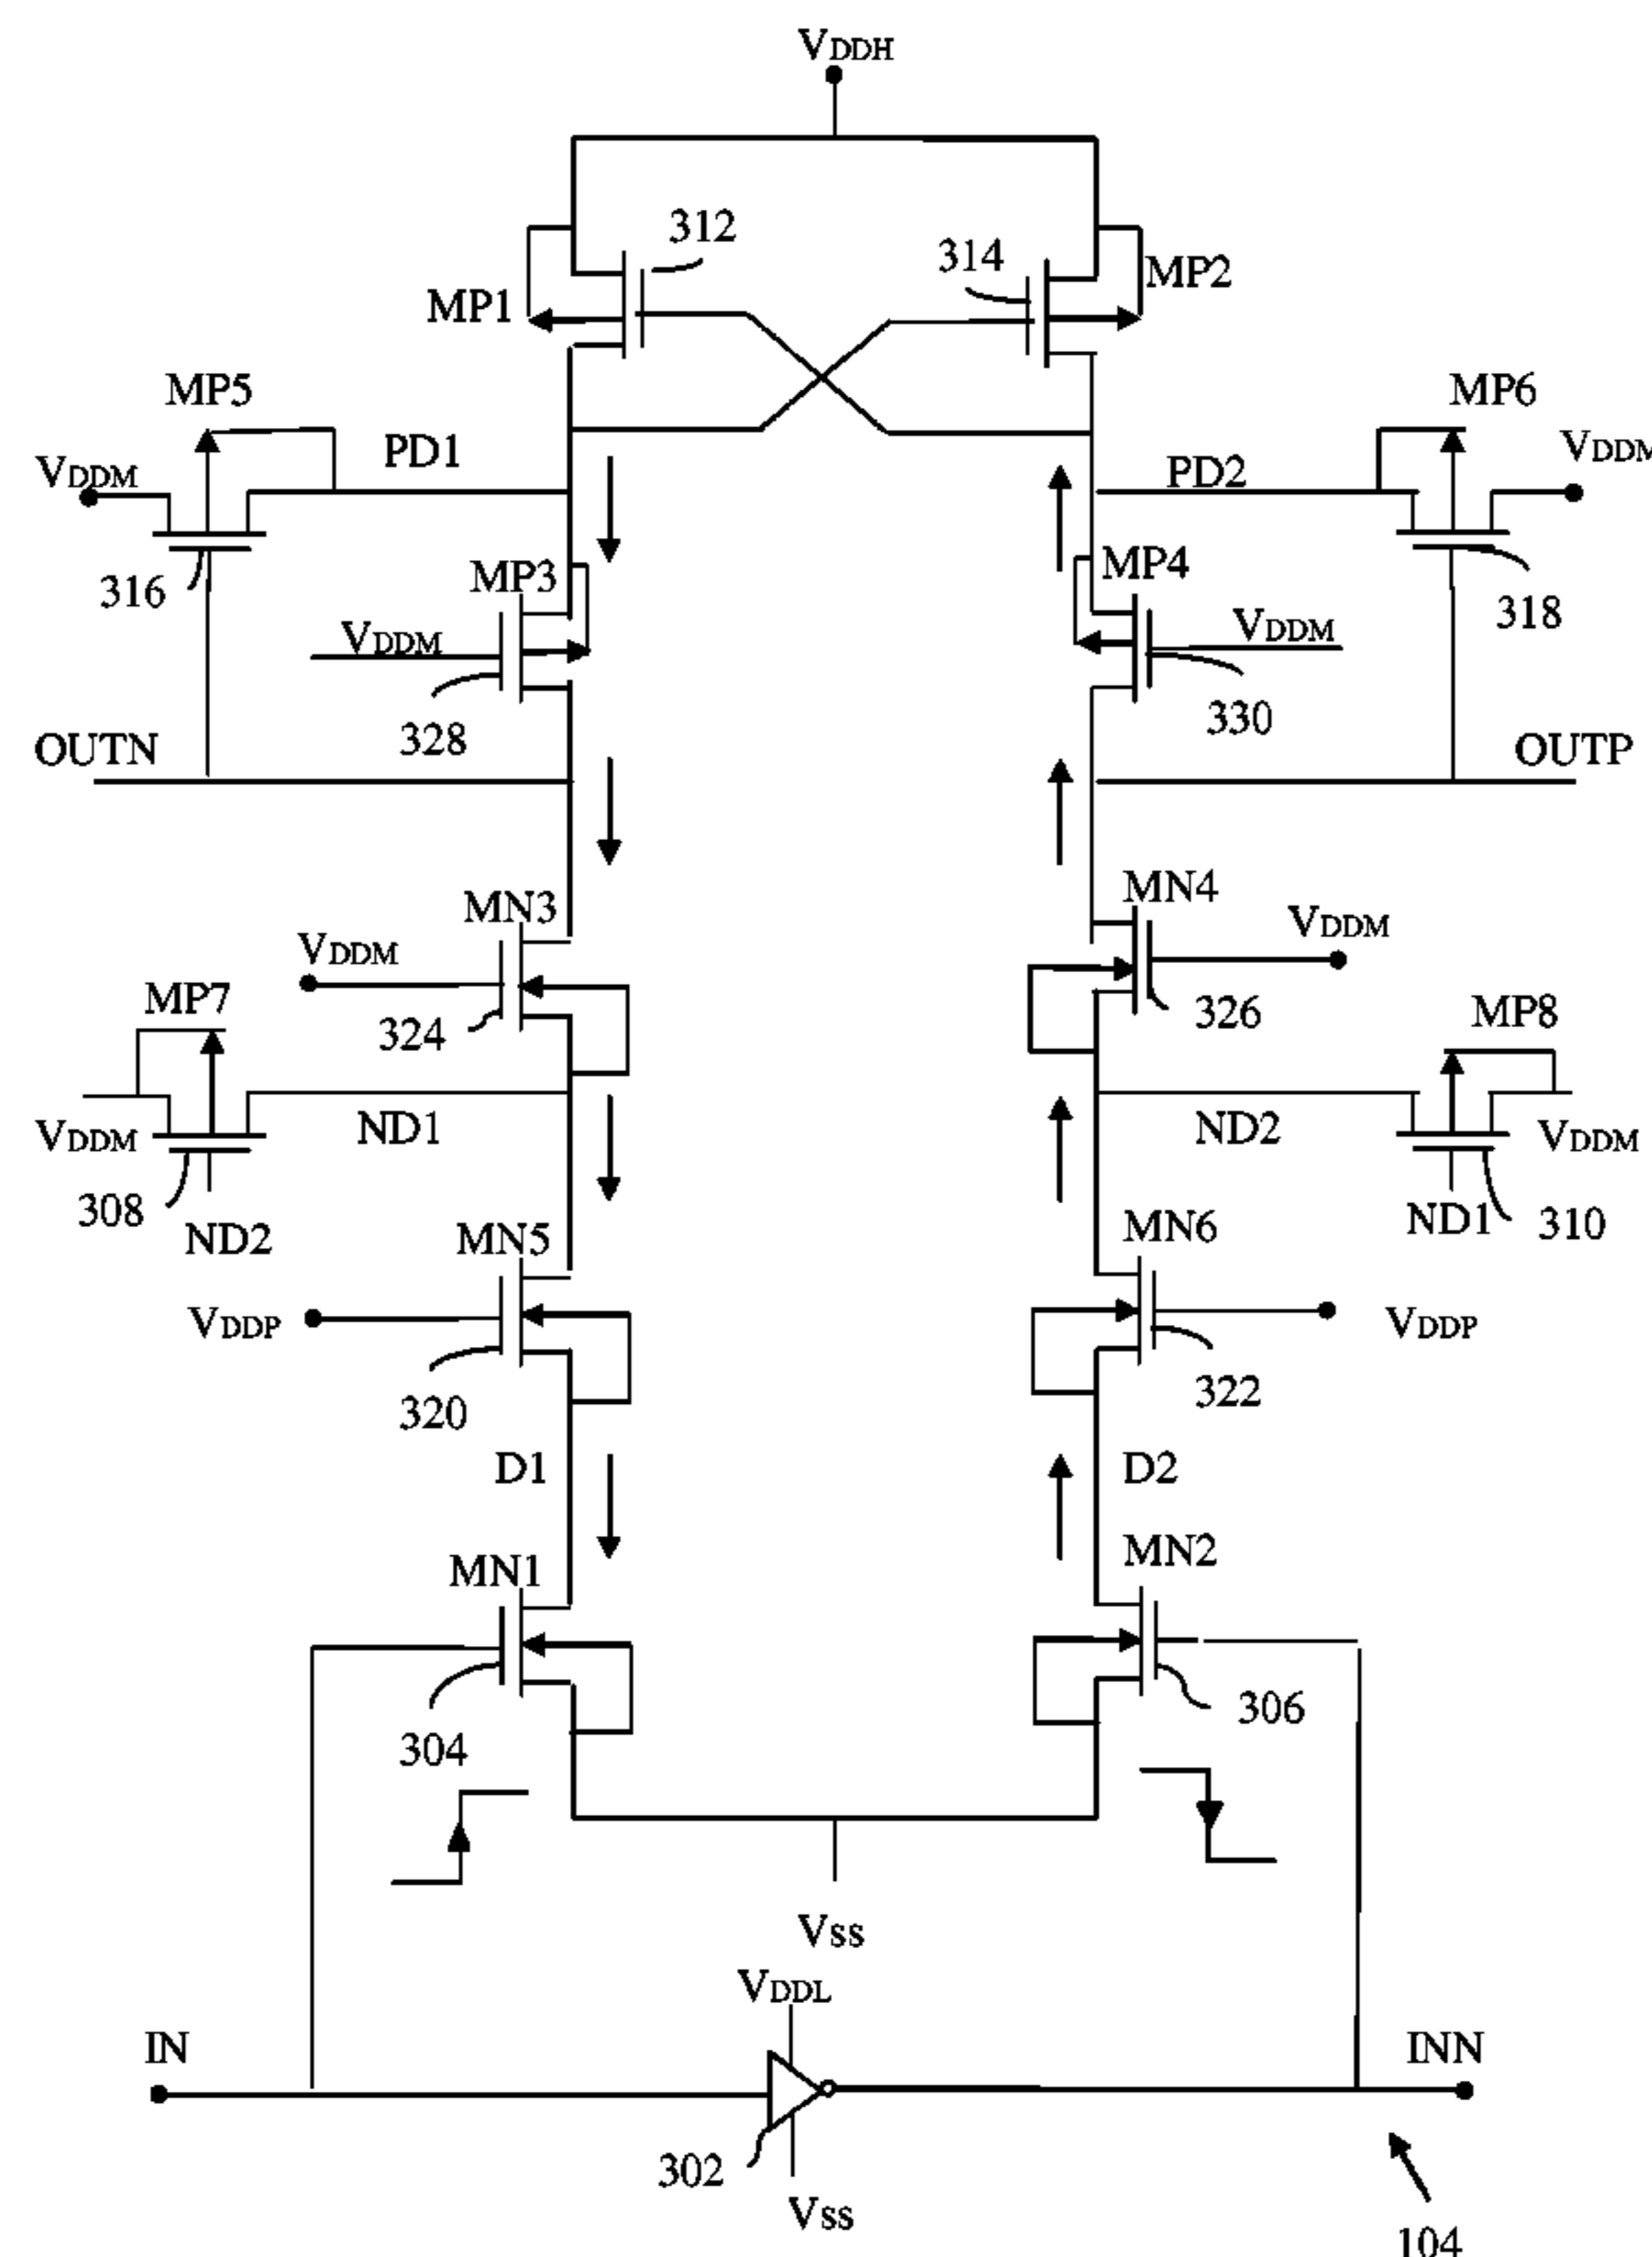 VDDH
312
314
MP2
MP1
MP5
MP6
PD1
VDDM
PD2
VDDM
MP3
MP4
316
318
VDDM
VDDM
328
330
OUTN
OUTP
MN3
MN4
VDDM
VDDM
MP7
324
326
MP8
VDDM
ND1
ND2
VDDM
308
ND2
ND1
310
MN5
MN6
VDDP
VDDP
320
322
D1
D2
MN1
MN2
304
306
VSS
VDDL
IN
INN
302
VSS
104